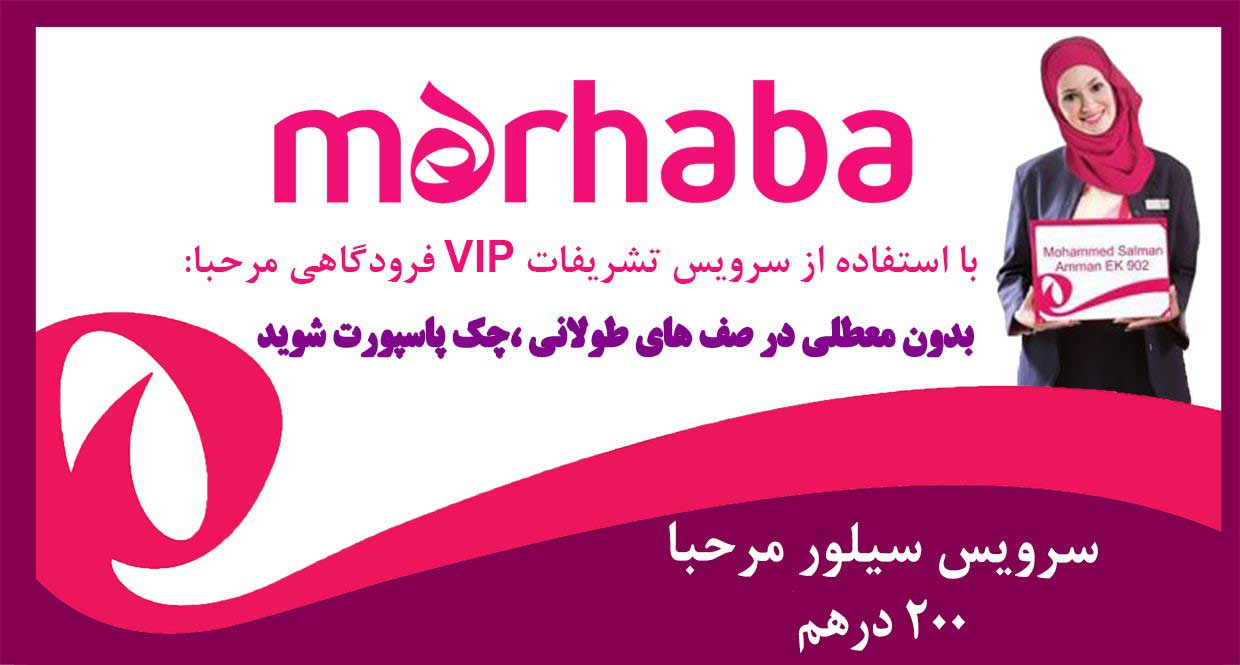 marhaba
با استفاده از سرویس تشریفات VIP فرودگاهی مرحبا:
بدون معطلی در صف های طولانی ،چک پاسپورت شوید
Mohammed Salman
Amman EK 902
سرویس سیلور مرحبا
۲۰۰ درهم